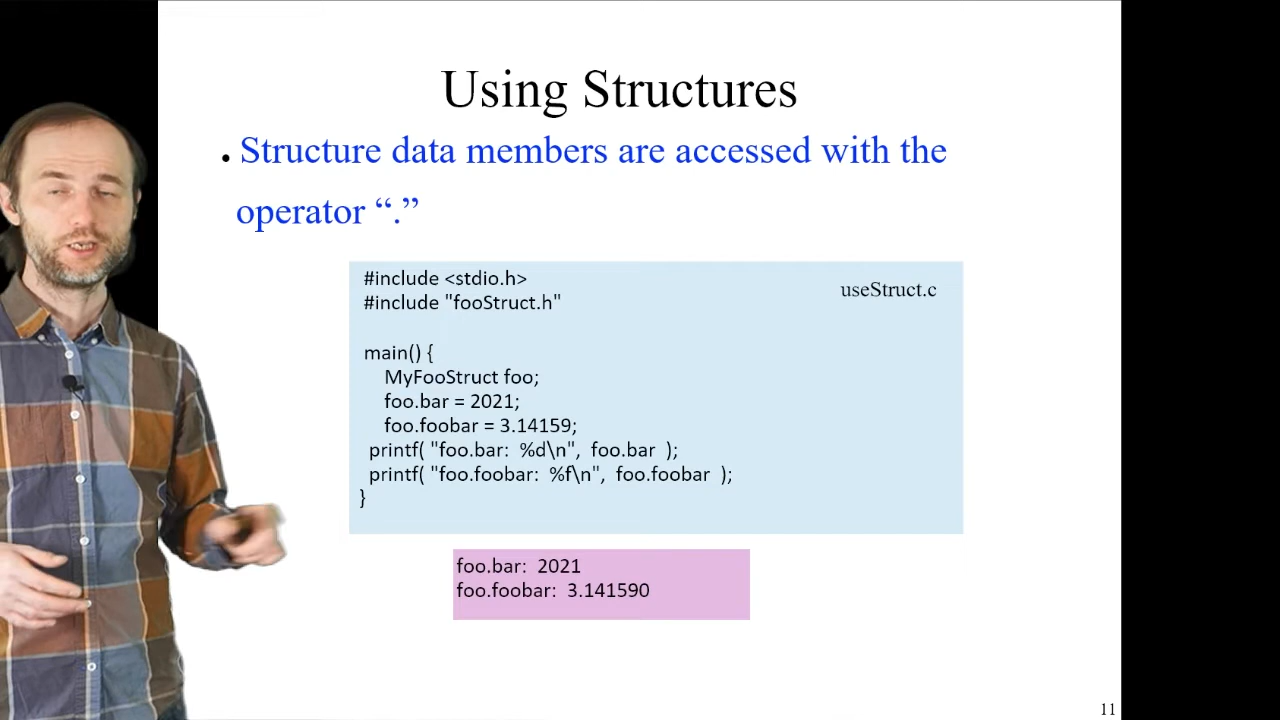 Using Structures
• Structure data members are accessed with the
operator “.”
#include <stdio.h>
#include "fooStruct.h"
useStruct.c
main() {
MyFooStruct foo;
foo.bar = 2021;
foo.foobar = 3.14159;
printf( "foo.bar:  %d\n",  foo.bar  );
printf( "foo.foobar:  %f\n",  foo.foobar  );
}
foo.bar:  2021
foo.foobar:  3.141590
11